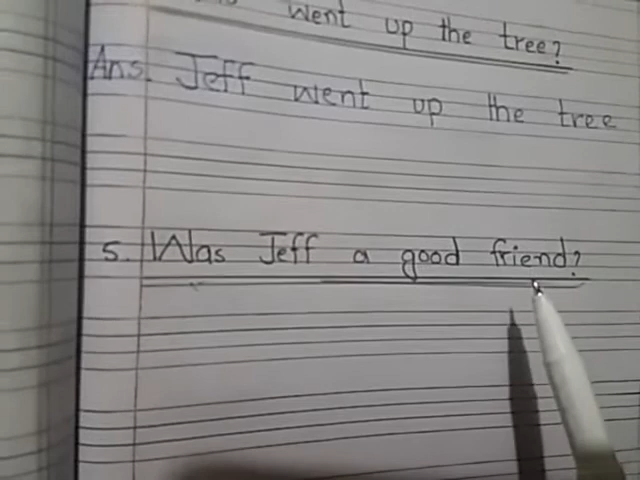 went up the tree?
Ans. Jeff went up the tree
5. Was Jeff a good friend?